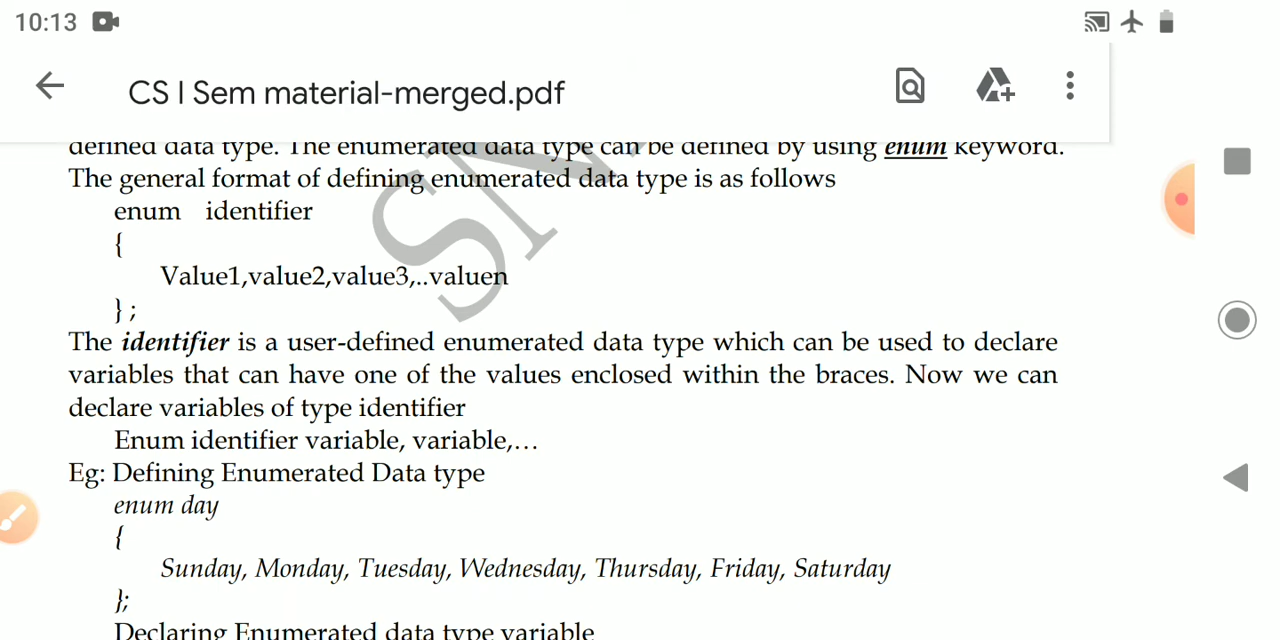 10:13
CS I Sem material-merged.pdf
defined data type. The enumerated data type can be defined by using enum keyword.
The general format of defining enumerated data type is as follows
enum identifier
{
Value1,value2,value3,..valuen
} ;
The identifier is a user-defined enumerated data type which can be used to declare
variables that can have one of the values enclosed within the braces. Now we can
declare variables of type identifier
Enum identifier variable, variable,…
Eg: Defining Enumerated Data type
enum day
{
Sunday, Monday, Tuesday, Wednesday, Thursday, Friday, Saturday
};
Declaring Enumerated data type variable